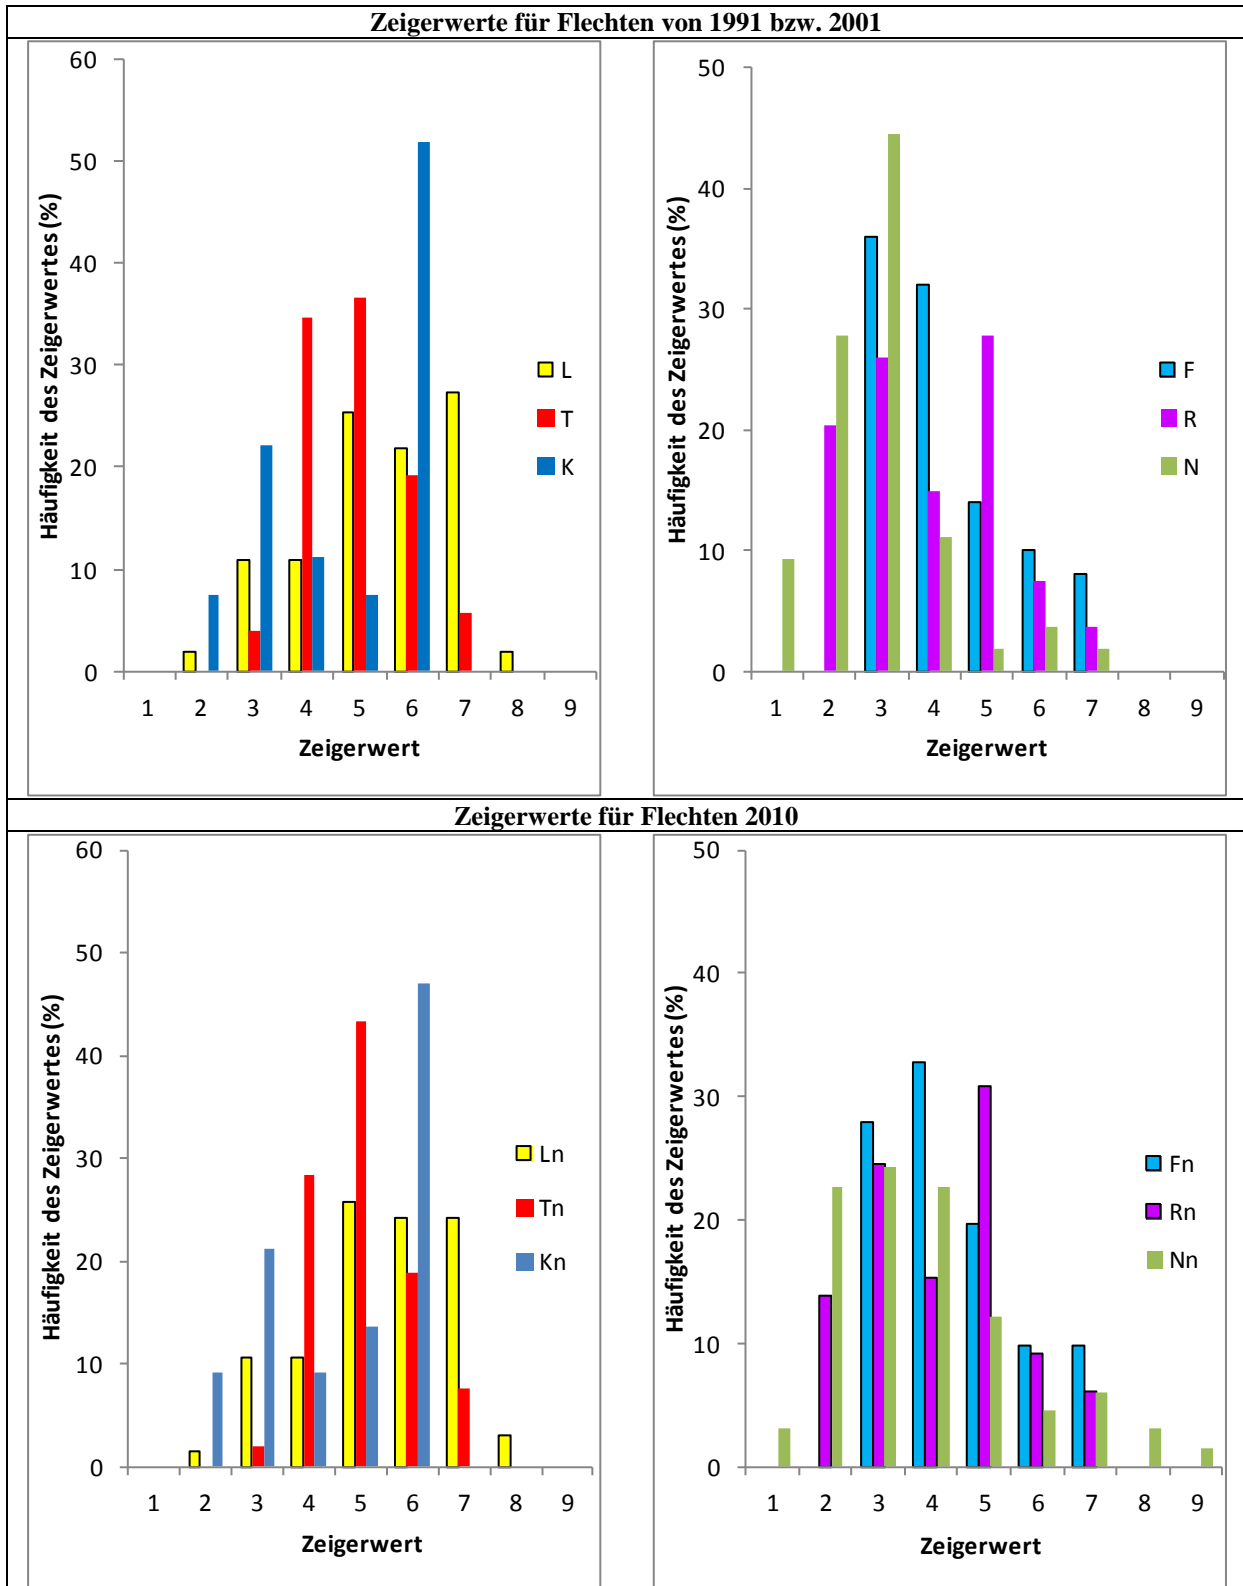 Zeigerwerte für Flechten von 1991 bzw. 2001
60
50
40
30
20
10
0
Häufigkeit des Zeigerwertes (%)
1 2 3 4 5 6 7 8 9
Zeigerwert
L
T
K
50
40
30
20
10
0
Häufigkeit des Zeigerwertes (%)
1 2 3 4 5 6 7 8 9
Zeigerwert
F
R
N
Zeigerwerte für Flechten 2010
60
50
40
30
20
10
0
Häufigkeit des Zeigerwertes (%)
1 2 3 4 5 6 7 8 9
Zeigerwert
Ln
Tn
Kn
50
40
30
20
10
0
Häufigkeit des Zeigerwertes (%)
1 2 3 4 5 6 7 8 9
Zeigerwert
Fn
Rn
Nn